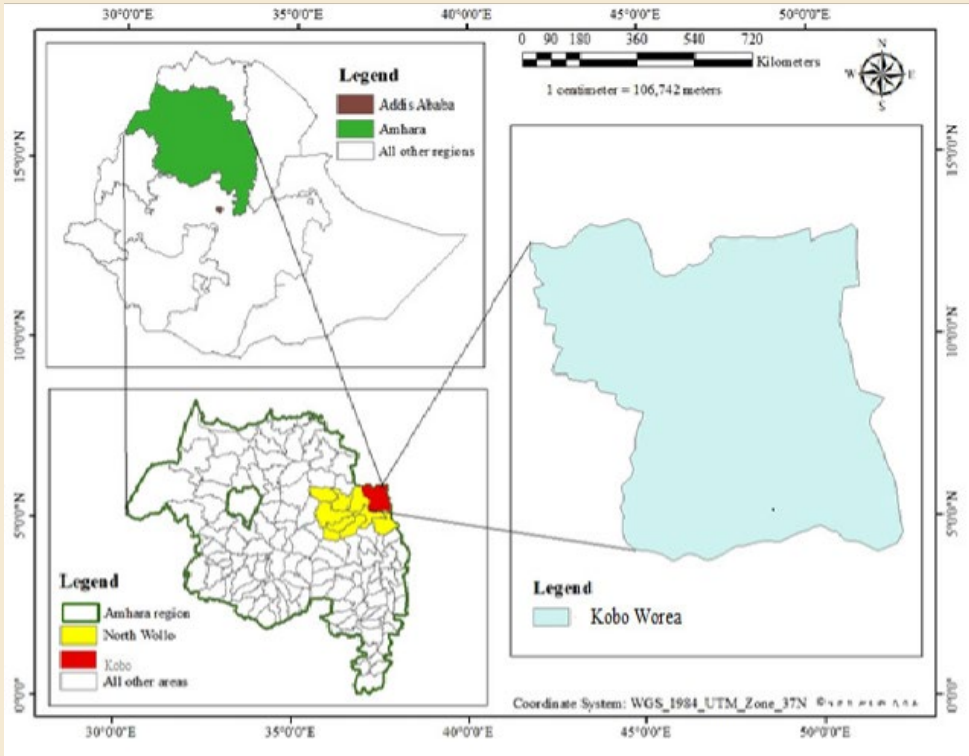 30°0'0"E 35°0'0"E 40°0'0"E 45°0'0"E 50°0'0"E
Legend
Addis Ababa
Amhara
All other regions
0 90 180 360 540 720
Kilometers
1 centimeter = 106,742 meters
N
W E
S
15°0'0"N
10°0'0"N
5°0'0"N
0°0'0"
Legend
Amhara region
North Wollo
Kobo
All other areas
Legend
Kobo Worea
15°0'0"N
10°0'0"N
5°0'0"N
0°0'0"
Coordinate System: WGS_1984_UTM_Zone_37N ©
30°0'0"E 35°0'0"E 40°0'0"E 45°0'0"E 50°0'0"E